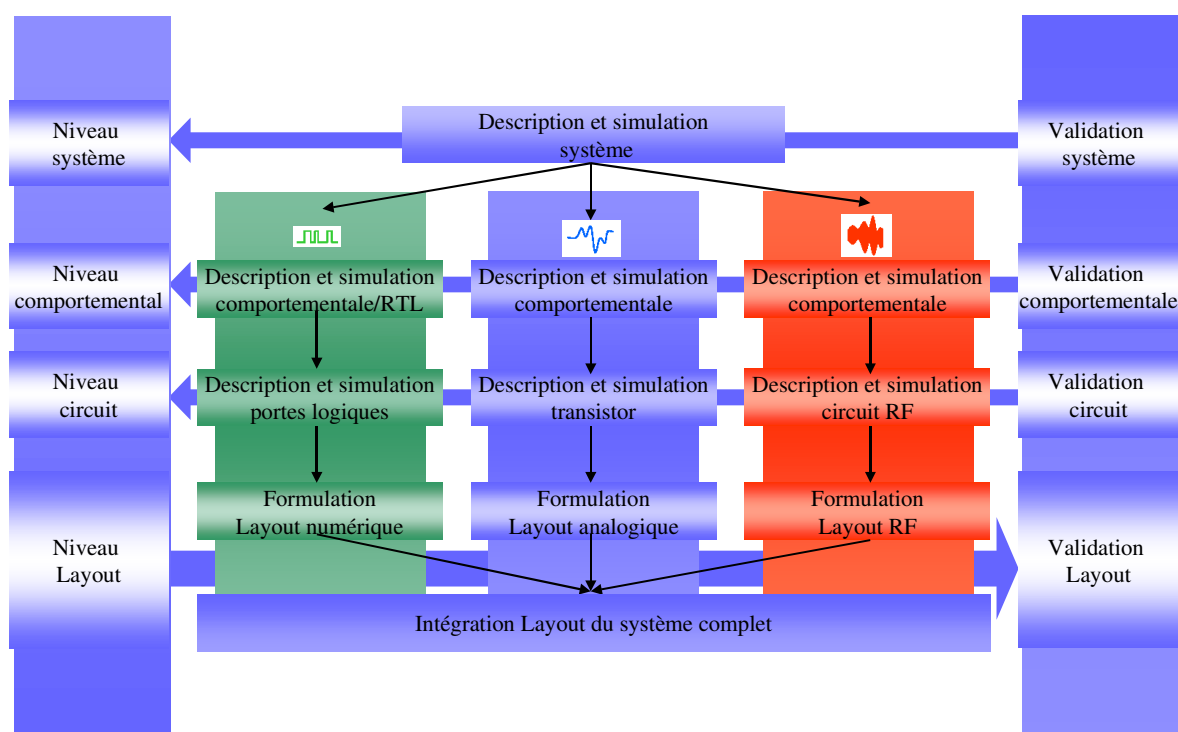 Description et simulation
système
Niveau
système
Validation
système
Niveau
comportemental
Description et simulation
comportementale/RTL
Description et simulation
comportementale
Description et simulation
comportementale
Validation
comportementale
Niveau
circuit
Description et simulation
portes logiques
Description et simulation
transistor
Description et simulation
circuit RF
Validation
circuit
Niveau
Layout
Formulation
Layout numérique
Formulation
Layout analogique
Formulation
Layout RF
Validation
Layout
Intégration Layout du système complet